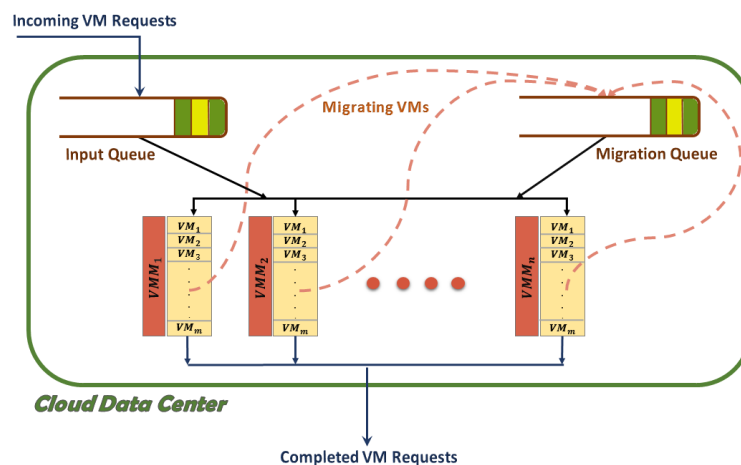 Incoming VM Requests
Migrating VMs
Input Queue
Migration Queue
VMM₁
VM₁
VM₂
VM₃
VMₘ
VMM₂
VM₁
VM₂
VM₃
VMₘ
VMMₙ
VM₁
VM₂
VM₃
VMₘ
Cloud Data Center
Completed VM Requests